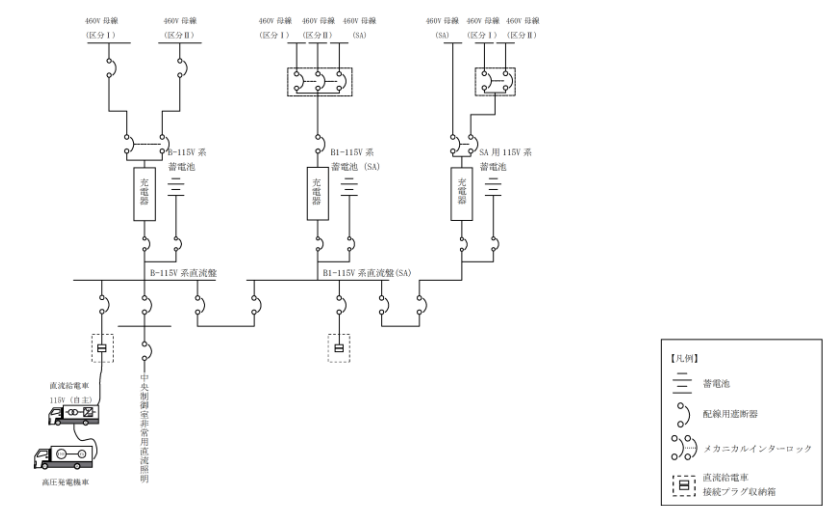 460V 母線 460V 母線 460V 母線 460V 母線 460V 母線 460V 母線 460V 母線 460V 母線
(区分Ⅰ) (区分Ⅱ) (区分Ⅰ) (区分Ⅱ) (SA) (SA) (区分Ⅰ) (区分Ⅱ)
B-115V 系
蓄電池
充電器
B1-115V 系
蓄電池 (SA)
充電器
SA 用 115V 系
蓄電池
充電器
B-115V 系直流盤
B1-115V 系直流盤(SA)
直流給電車
115V (自主)
高圧発電機車
中央制御室非常用直流照明
【凡例】
蓄電池
配線用遮断器
メカニカルインターロック
直流給電車
接続プラグ収納箱